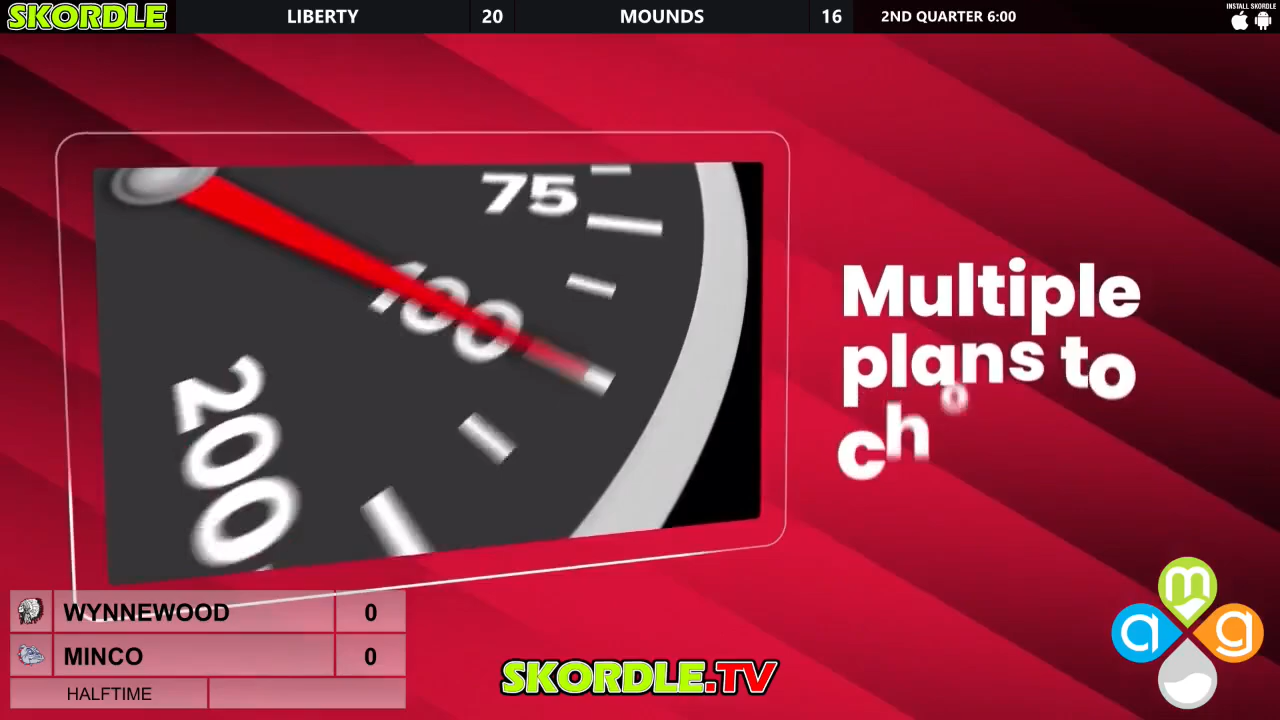 SKORDLE LIBERTY 20 MOUNDS 16 2ND QUARTER 6:00 INSTALL SKORDLE
75
100
200
Multiple
plans to
cho
WYNNEWOOD 0
MINCO 0
HALFTIME
SKORDLE.TV
m
a g